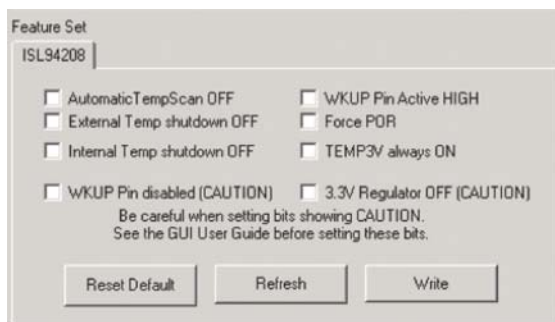 Feature Set
ISL94208
AutomaticTempScan OFF
WKUP Pin Active HIGH
External Temp shutdown OFF
Force POR
Internal Temp shutdown OFF
TEMP3V always ON
WKUP Pin disabled (CAUTION)
3.3V Regulator OFF (CAUTION)
Be careful when setting bits showing CAUTION.
See the GUI User Guide before setting these bits.
Reset Default
Refresh
Write